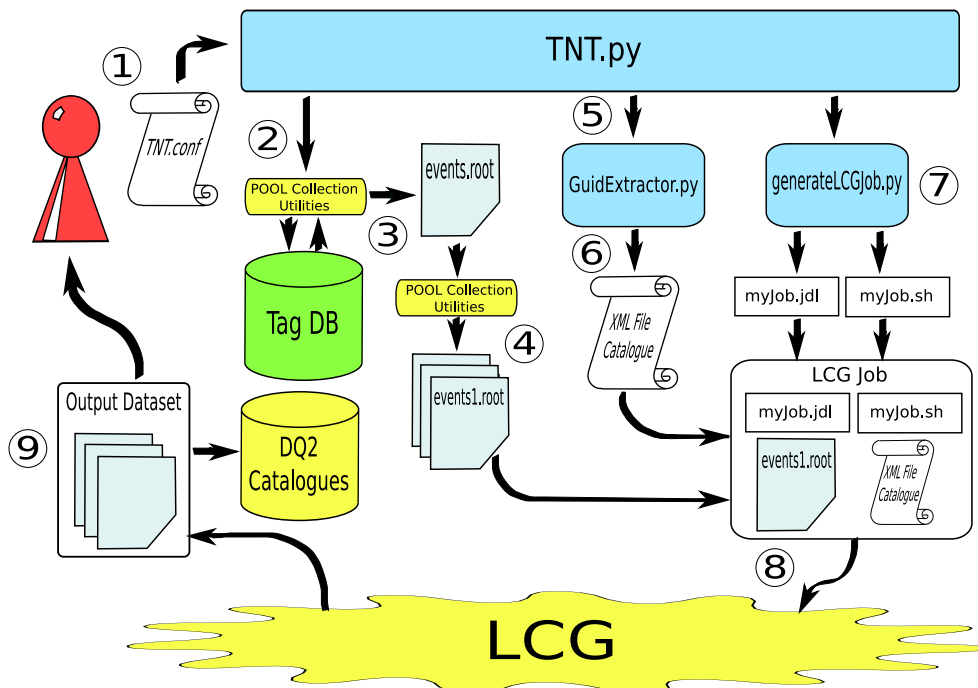 TNT.py
①
TNT.conf
②
POOL Collection
Utilities
③
events.root
⑤
GuidExtractor.py
generateLCGJob.py
⑦
⑥
Tag DB
POOL Collection
Utilities
④
events1.root
XML File
Catalogue
myJob.jdl
myJob.sh
LCG Job
myJob.jdl
myJob.sh
events1.root
XML File
Catalogue
⑧
Output Dataset
⑨
DQ2
Catalogues
LCG